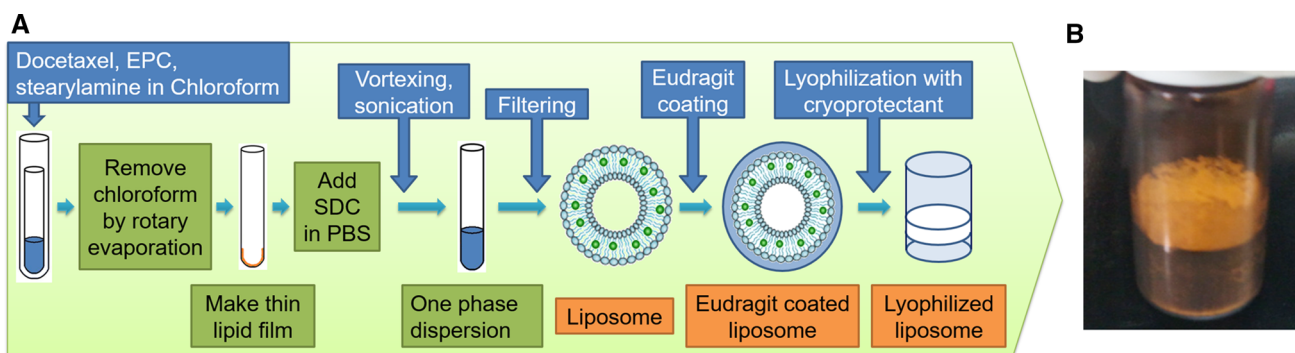 A
B
Docetaxel, EPC,
stearylamine in Chloroform
Vortexing,
sonication
Filtering
Eudragit
coating
Lyophilization with
cryoprotectant
Remove
chloroform
by rotary
evaporation
Add
SDC
in PBS
Make thin
lipid film
One phase
dispersion
Liposome
Eudragit coated
liposome
Lyophilized
liposome